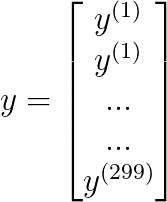 y^{(1)}
y^{(1)}
y = ...
...
y^{(299)}